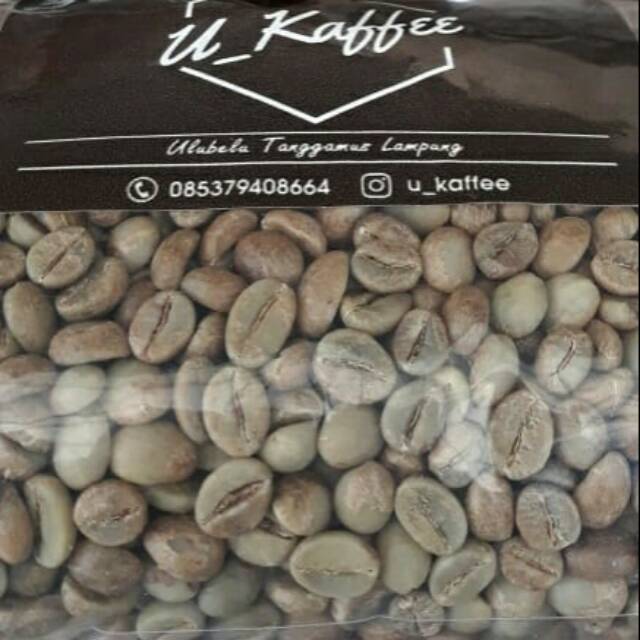 U_Kaffee
Ulubelu Tanggamus Lampung
085379408664 u_kaffee